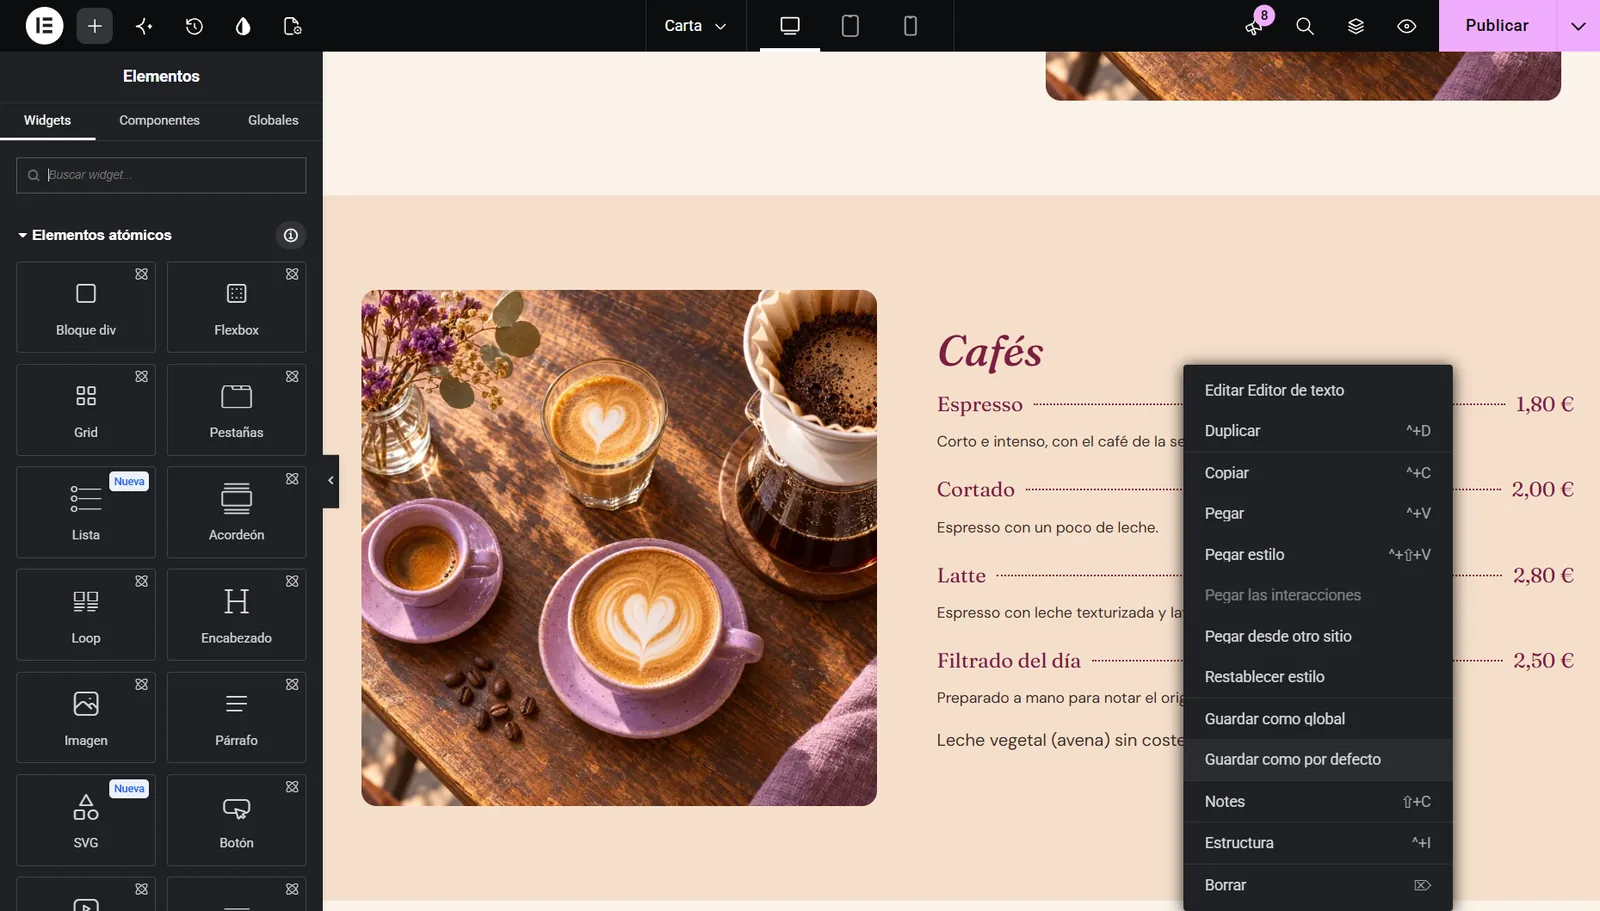 Carta
8
Publicar
Elementos
Widgets
Componentes
Globales
Buscar widget...
Elementos atómicos
Bloque div
Flexbox
Grid
Pestañas
Nueva
Lista
Acordeón
Loop
Encabezado
Imagen
Párrafo
Nueva
SVG
Botón
Cafés
Espresso 1,80 €
Corto e intenso, con el café de la se
Cortado 2,00 €
Espresso con un poco de leche.
Latte 2,80 €
Espresso con leche texturizada y la
Filtrado del día 2,50 €
Preparado a mano para notar el orig
Leche vegetal (avena) sin coste
Editar Editor de texto
Duplicar ^+D
Copiar ^+C
Pegar ^+V
Pegar estilo ^+⇧+V
Pegar las interacciones
Pegar desde otro sitio
Restablecer estilo
Guardar como global
Guardar como por defecto
Notes ⇧+C
Estructura ^+I
Borrar ⌦